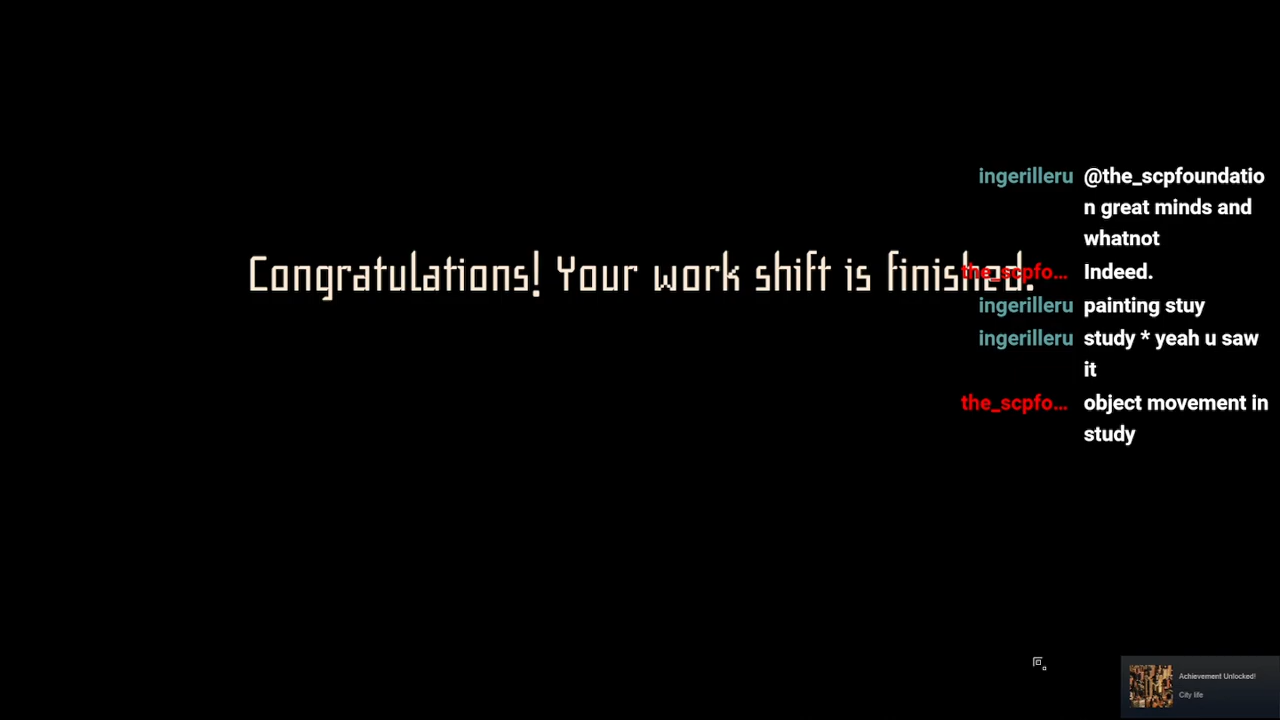 Congratulations! Your work shift is finished.
ingerilleru @the_scpfoundatio
n great minds and
whatnot
the_scpfo... Indeed.
ingerilleru painting stuy
ingerilleru study * yeah u saw
it
the_scpfo... object movement in
study
Achievement Unlocked!
City life